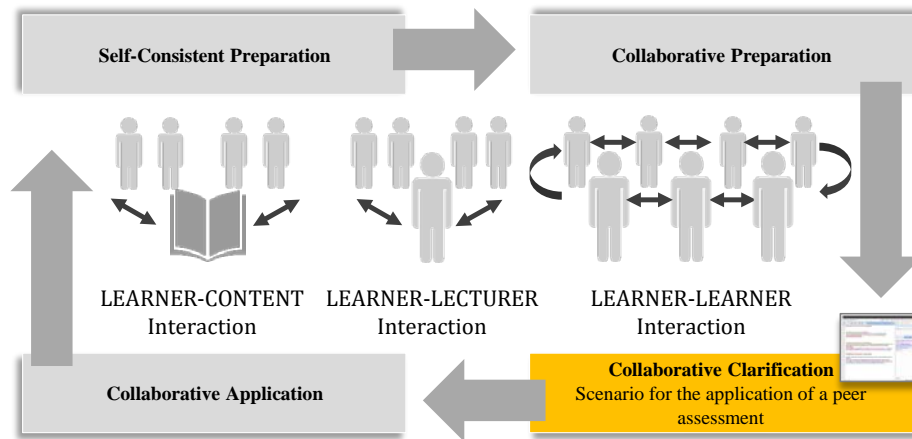 Self-Consistent Preparation
Collaborative Preparation
LEARNER-CONTENT
Interaction
LEARNER-LECTURER
Interaction
LEARNER-LEARNER
Interaction
Collaborative Application
Collaborative Clarification
Scenario for the application of a peer
assessment